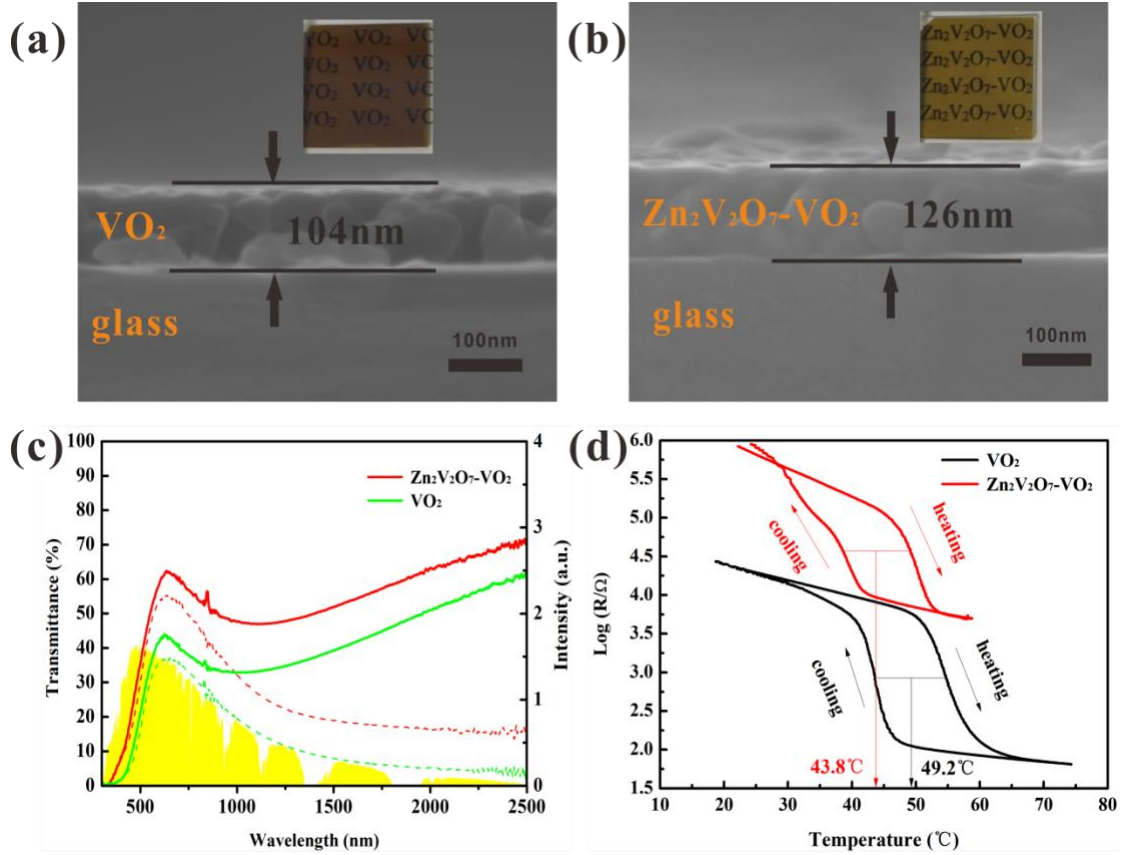 (a)
VO₂ VO₂ VC
VO₂ VO₂ VC
VO₂ VO₂ VC
VO₂ VO₂ VC
VO₂
104nm
glass
100nm
(b)
Zn₂V₂O₇-VO₂
Zn₂V₂O₇-VO₂
Zn₂V₂O₇-VO₂
Zn₂V₂O₇-VO₂
Zn₂V₂O₇-VO₂
126nm
glass
100nm
(c)
100
90
80
70
60
50
40
30
20
10
0
Transmittance (%)
Zn₂V₂O₇-VO₂
VO₂
4
3
2
1
0
Intensity (a.u.)
500 1000 1500 2000 2500
Wavelength (nm)
(d)
6.0
5.5
5.0
4.5
4.0
3.5
3.0
2.5
2.0
1.5
Log (R/Ω)
VO₂
Zn₂V₂O₇-VO₂
cooling
heating
cooling
heating
43.8℃
49.2℃
10 20 30 40 50 60 70 80
Temperature (℃)